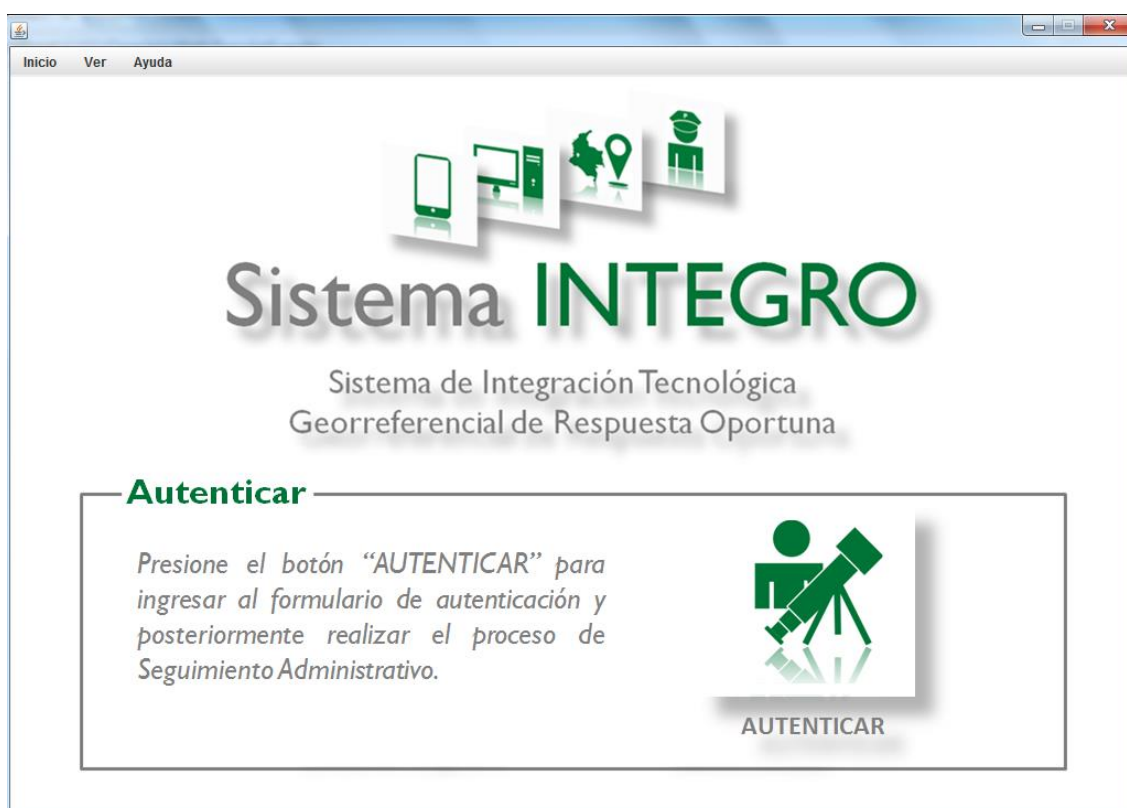 Inicio Ver Ayuda
Sistema INTEGRO
Sistema de Integración Tecnológica
Georreferencial de Respuesta Oportuna
Autenticar
Presione el botón “AUTENTICAR” para
ingresar al formulario de autenticación y
posteriormente realizar el proceso de
Seguimiento Administrativo.
AUTENTICAR